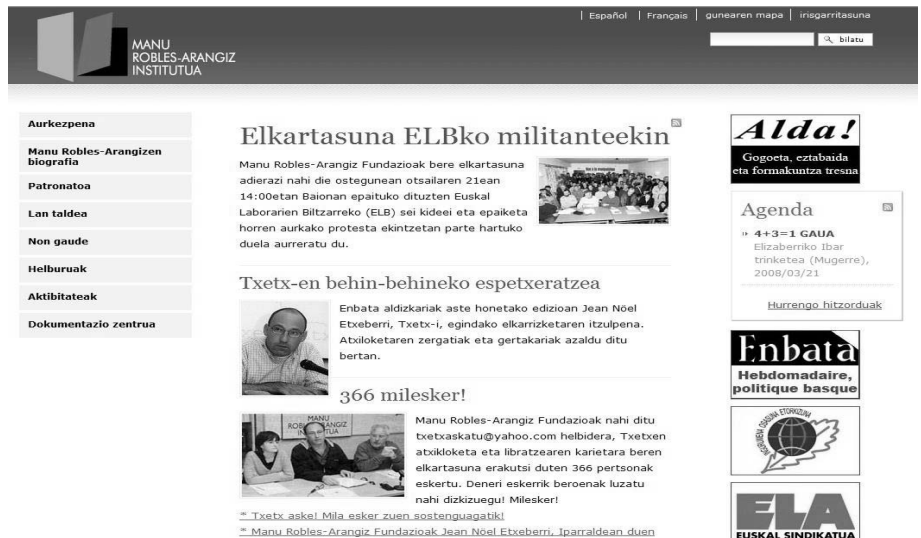 Español | Français | gunearen mapa | irisgarritasuna
bilatu
MANU
ROBLES-ARANGIZ
INSTITUTUA
Aurkezpena
Manu Robles-Arangizen
biografia
Patronatoa
Lan taldea
Non gaude
Helburuak
Aktibitateak
Dokumentazio zentrua
Elkartasuna ELBko militanteekin
Manu Robles-Arangiz Fundazioak bere elkartasuna
adierazi nahi die ostegunean otsailaren 21ean
14:00etan Baionan epaituko dituzten Euskal
Laborarien Biltzarreko (ELB) sei kideei eta epaiketa
horren aurkako protesta ekintzetan parte hartuko
duela aurreratu du.
Txetx-en behin-behineko espetxeratzea
Enbata aldizkariak aste honetako edizioan Jean Nöel
Etxeberri, Txetx-i, egindako elkarrizketaren itzulpena.
Atxiloketaren zergatiak eta gertakariak azaldu ditu
bertan.
366 milesker!
MANU
Manu Robles-Arangiz Fundazioak nahi ditu
txetxaskatu@yahoo.com helbidera, Txetxen
atxikloketa eta libratzearen karietara beren
elkartasuna erakutsi duten 366 pertsonak
eskertu. Deneri eskerrik beroenak luzatu
nahi dizkizuegu! Milesker!
* Txetx aske! Mila esker zuen sostenguagatik!
* Manu Robles-Arangiz Fundazioak Jean Nöel Etxeberri, Iparraldean duen
Alda!
Gogoeta, eztabaida
eta formakuntza tresna
Agenda
» 4+3=1 GAUA
Elizaberriko Ibar
trinketea (Mugerre),
2008/03/21
Hurrengo hitzorduak
Enbata
Hebdomadaire,
politique basque
INGURUMENA OSASUNA ETORKIZUNA
ELA
EUSKAL SINDIKATUA